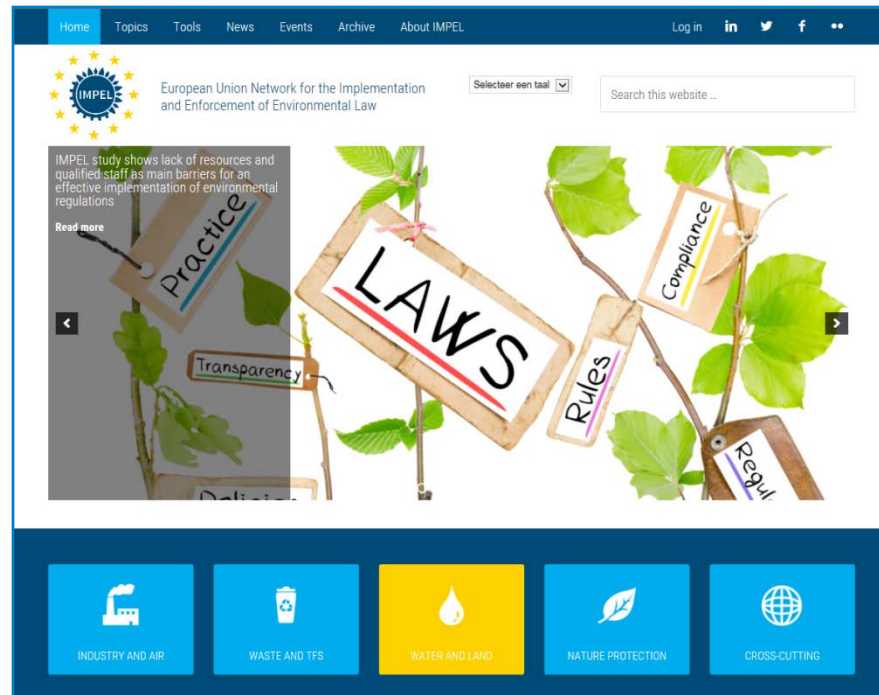 Home Topics Tools News Events Archive About IMPEL Log in in f
IMPEL
European Union Network for the Implementation
and Enforcement of Environmental Law
Selecteer een taal
Search this website ...
IMPEL study shows lack of resources and
qualified staff as main barriers for an
effective implementation of environmental
regulations
Read more
Practice
LAWS
Compliance
Transparency
Rules
INDUSTRY AND AIR
WASTE AND TFS
WATER AND LAND
NATURE PROTECTION
CROSS-CUTTING